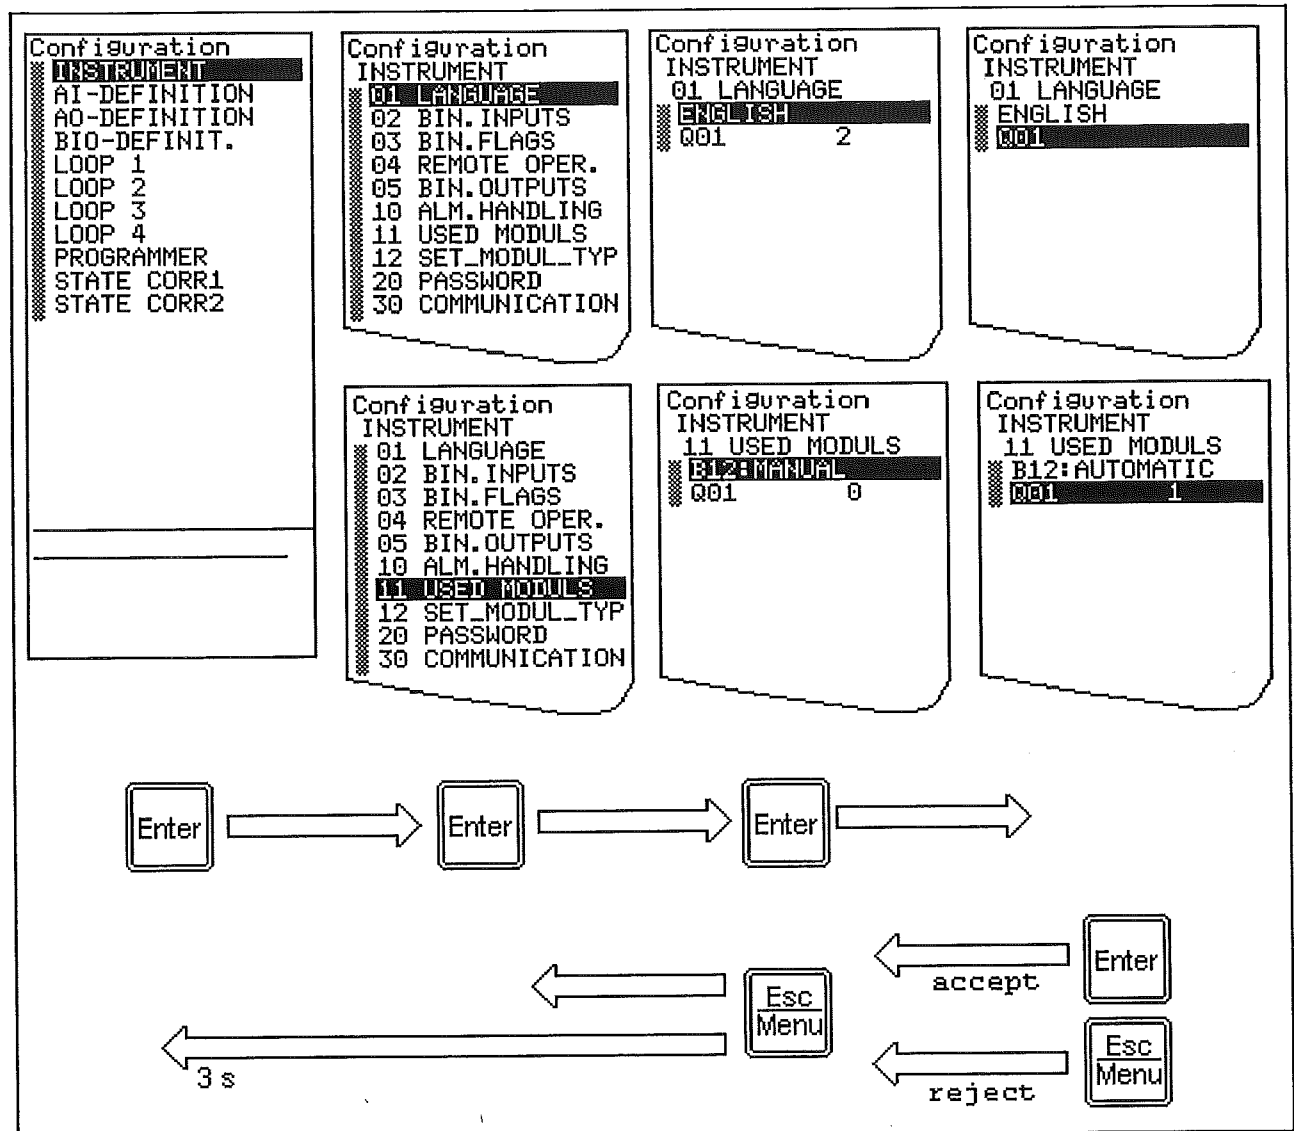 Configuration
INSTRUMENT
AI-DEFINITION
AO-DEFINITION
BIO-DEFINIT.
LOOP 1
LOOP 2
LOOP 3
LOOP 4
PROGRAMMER
STATE CORR1
STATE CORR2
Configuration
INSTRUMENT
01 LANGUAGE
02 BIN.INPUTS
03 BIN.FLAGS
04 REMOTE OPER.
05 BIN.OUTPUTS
10 ALM.HANDLING
11 USED MODULS
12 SET_MODUL_TYP
20 PASSWORD
30 COMMUNICATION
Configuration
INSTRUMENT
01 LANGUAGE
ENGLISH
Q01 2
Configuration
INSTRUMENT
01 LANGUAGE
ENGLISH
Q01
Configuration
INSTRUMENT
01 LANGUAGE
02 BIN.INPUTS
03 BIN.FLAGS
04 REMOTE OPER.
05 BIN.OUTPUTS
10 ALM.HANDLING
11 USED MODULS
12 SET_MODUL_TYP
20 PASSWORD
30 COMMUNICATION
Configuration
INSTRUMENT
11 USED MODULS
B12:MANUAL
Q01 0
Configuration
INSTRUMENT
11 USED MODULS
B12:AUTOMATIC
Q01 1
Enter
Enter
Enter
accept
Enter
Esc
Menu
3 s
reject
Esc
Menu